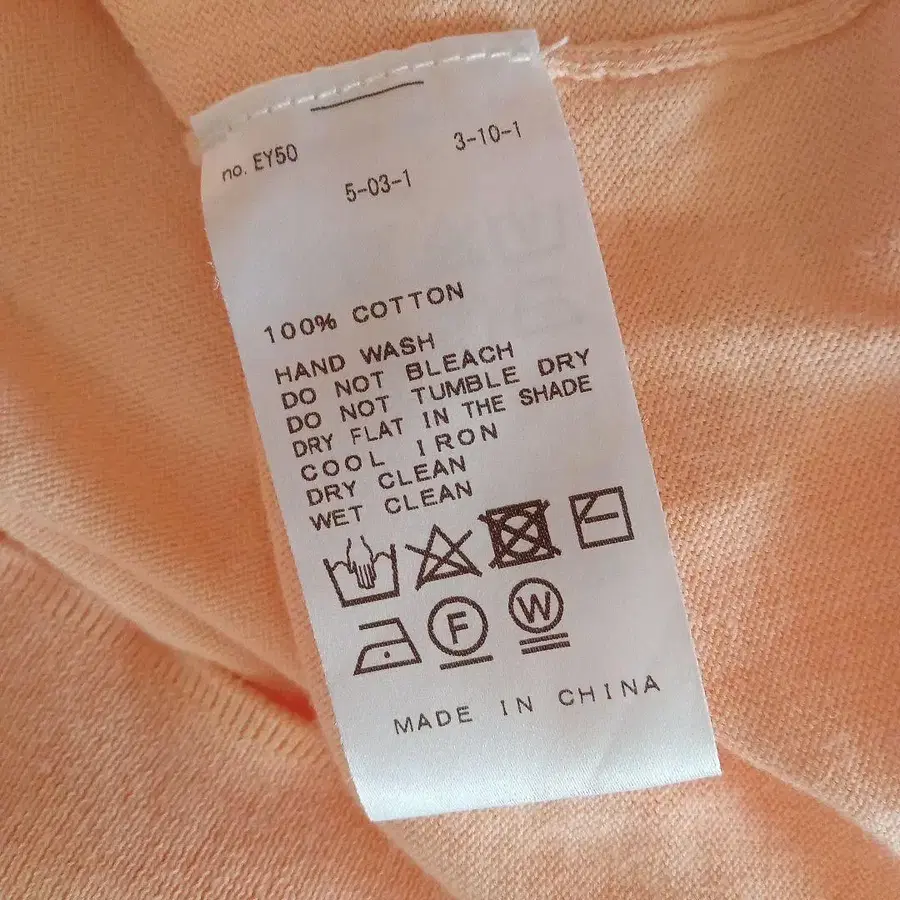 no. EY50
3-10-1
5-03-1
100% COTTON
HAND WASH
DO NOT BLEACH
DO NOT TUMBLE DRY
DRY FLAT IN THE SHADE
COOL IRON
DRY CLEAN
WET CLEAN
F
W
MADE IN CHINA